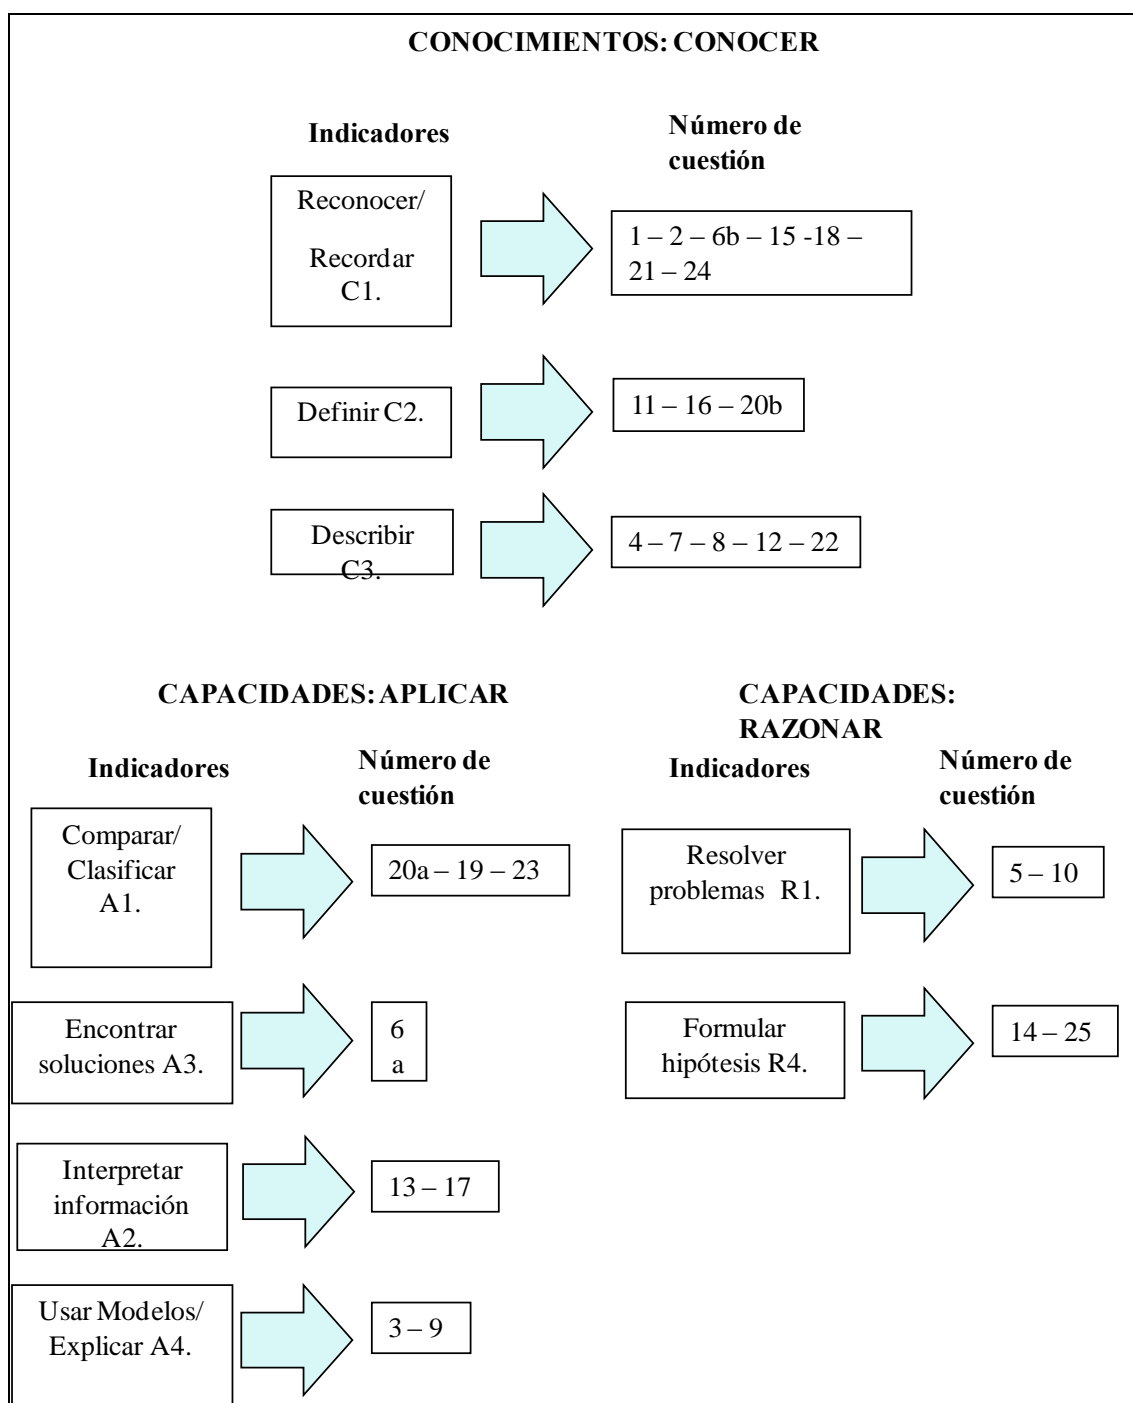 CONOCIMIENTOS: CONOCER
Indicadores
Número de
cuestión
Reconocer/
Recordar
C1.
1 – 2 – 6b – 15 -18 –
21 – 24
Definir C2.
11 – 16 – 20b
Describir
C3.
4 – 7 – 8 – 12 – 22
CAPACIDADES: APLICAR
Indicadores
Número de
cuestión
Comparar/
Clasificar
A1.
20a – 19 – 23
Encontrar
soluciones A3.
6
a
Interpretar
información
A2.
13 – 17
Usar Modelos/
Explicar A4.
3 – 9
CAPACIDADES:
RAZONAR
Indicadores
Número de
cuestión
Resolver
problemas R1.
5 – 10
Formular
hipótesis R4.
14 – 25